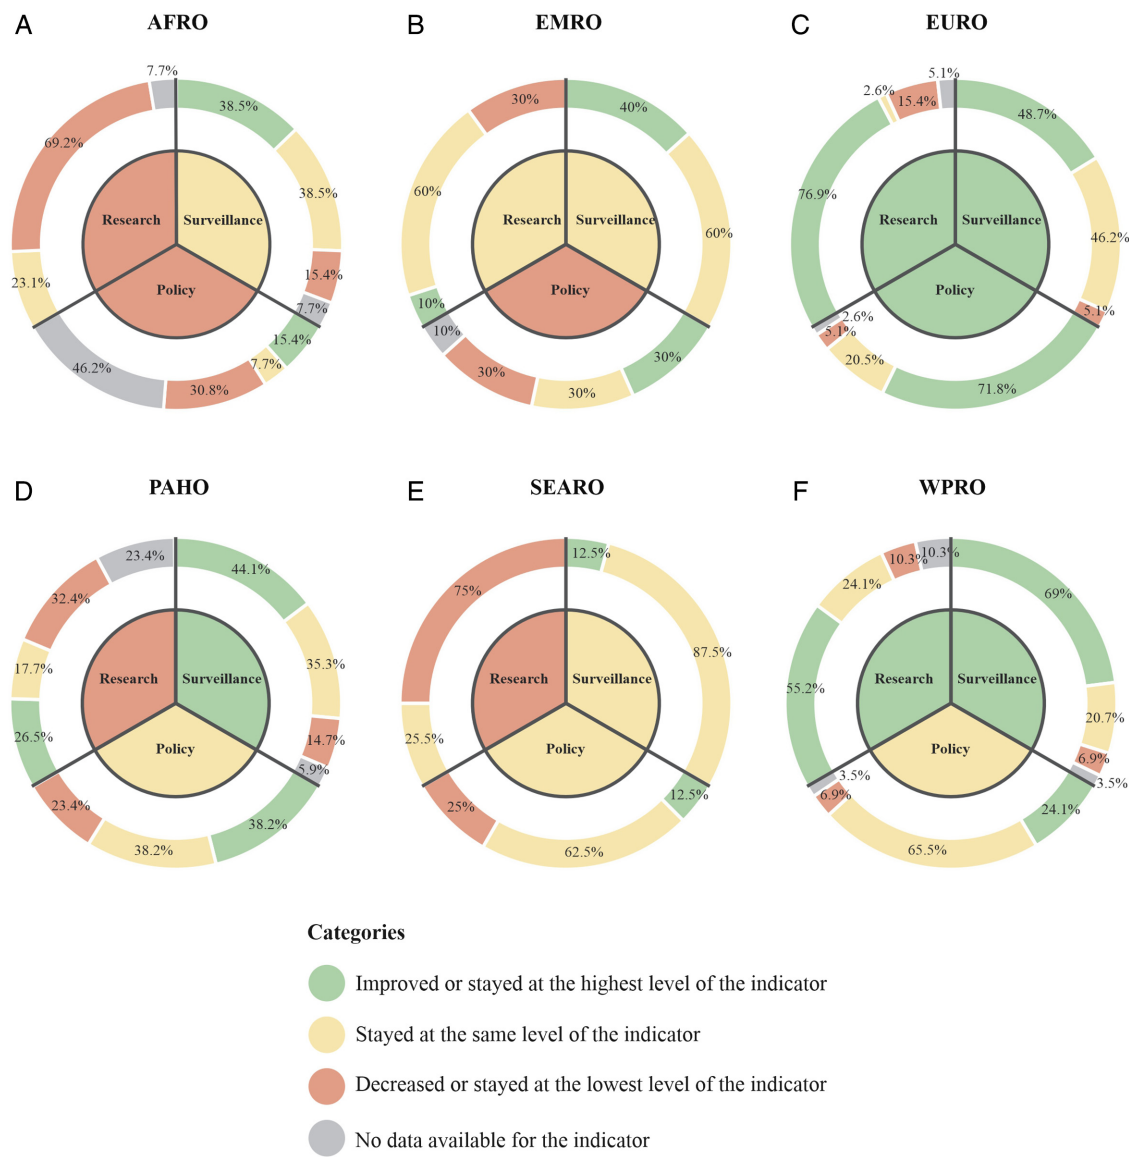 A
AFRO
7.7%
38.5%
69.2%
38.5%
Research
Surveillance
Policy
15.4%
23.1%
7.7%
15.4%
7.7%
46.2%
30.8%
B
EMRO
30%
40%
60%
Research
Surveillance
60%
Policy
10%
10%
30%
30%
30%
C
EURO
5.1%
2.6%
15.4%
48.7%
76.9%
Research
Surveillance
46.2%
Policy
5.1%
2.6%
5.1%
20.5%
71.8%
D
PAHO
23.4%
44.1%
32.4%
17.7%
35.3%
Research
Surveillance
26.5%
14.7%
Policy
5.9%
23.4%
38.2%
38.2%
E
SEARO
12.5%
75%
87.5%
Research
Surveillance
25.5%
Policy
12.5%
25%
62.5%
F
WPRO
10.3%
10.3%
24.1%
69%
55.2%
Research
Surveillance
20.7%
Policy
6.9%
3.5%
3.5%
6.9%
24.1%
65.5%
Categories
Improved or stayed at the highest level of the indicator
Stayed at the same level of the indicator
Decreased or stayed at the lowest level of the indicator
No data available for the indicator